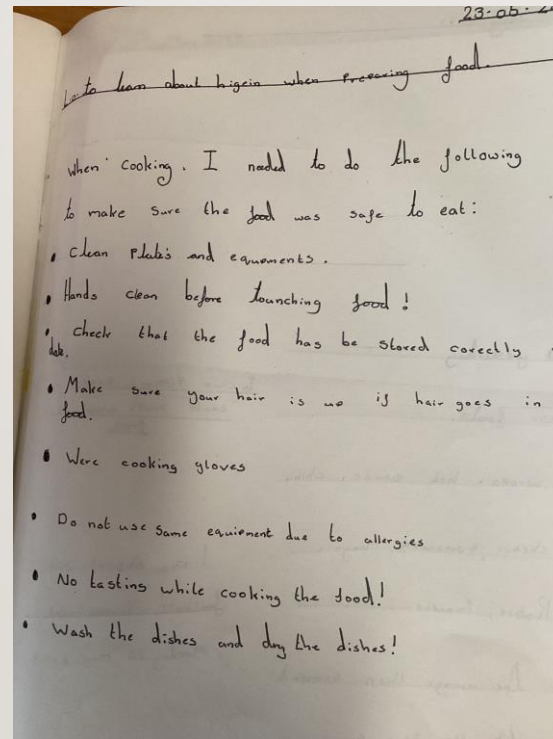 23·05·2
L.o to learn about higein when Preparing food.
when cooking. I needed to do the following
to make sure the food was safe to eat:
• Clean Plate's and equements.
• Hands clean before tounching food!
• check that the food has be stored corectly
date.
• Make sure your hair is up if hair goes in
food.
• Were cooking gloves
• Do not use same equiement due to allergies
• No tasting while cooking the food!
• Wash the dishes and dry the dishes!